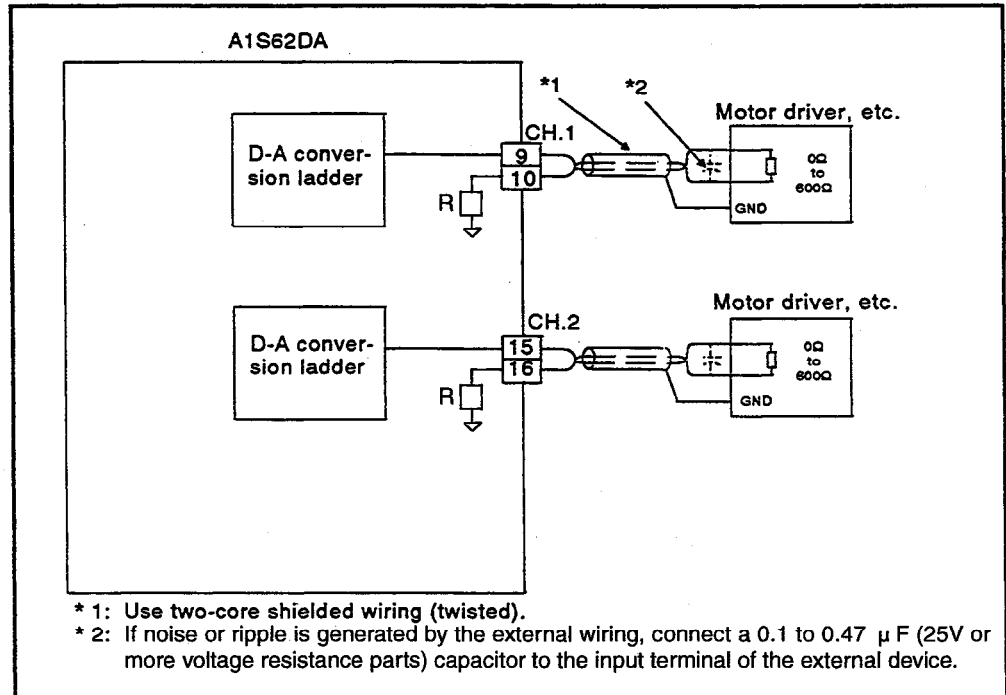 A1S62DA
*1
*2
Motor driver, etc.
CH.1
D-A conver-
sion ladder
9
10
R
0Ω
to
600Ω
GND
Motor driver, etc.
CH.2
D-A conver-
sion ladder
15
16
R
0Ω
to
600Ω
GND
* 1: Use two-core shielded wiring (twisted).
* 2: If noise or ripple is generated by the external wiring, connect a 0.1 to 0.47 μ F (25V or
more voltage resistance parts) capacitor to the input terminal of the external device.